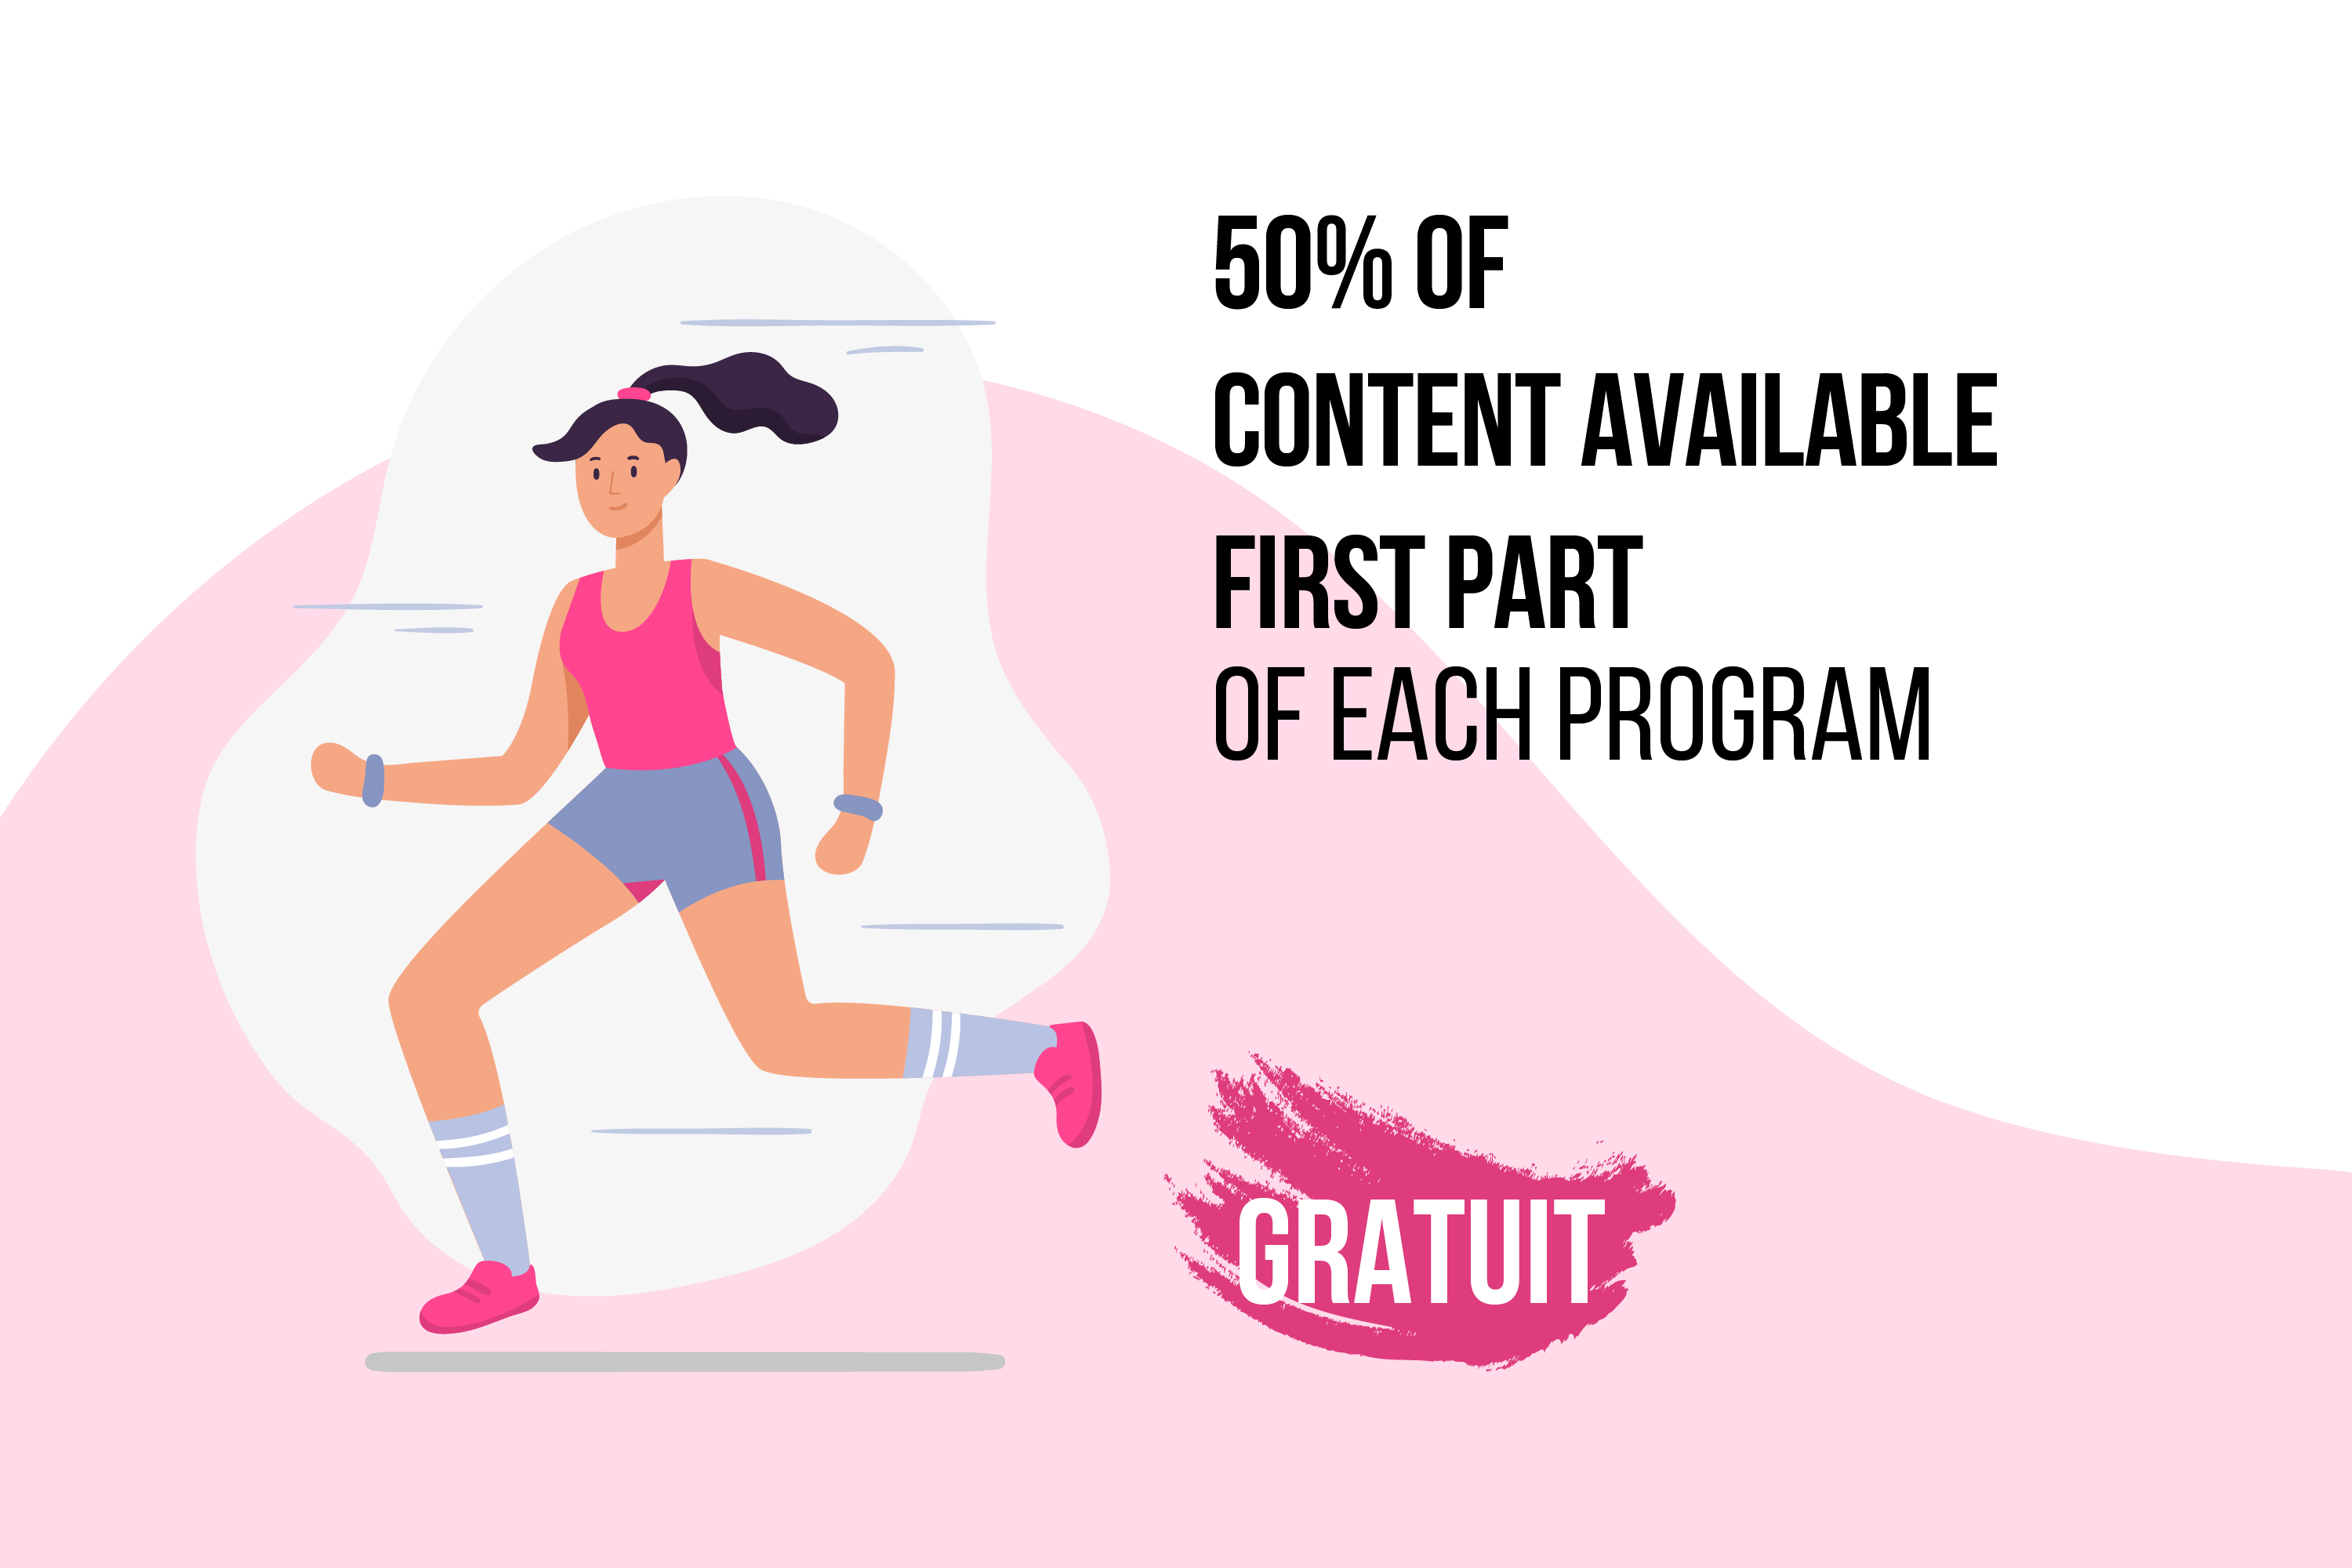 50% OF
CONTENT AVAILABLE
FIRST PART
OF EACH PROGRAM
GRATUIT